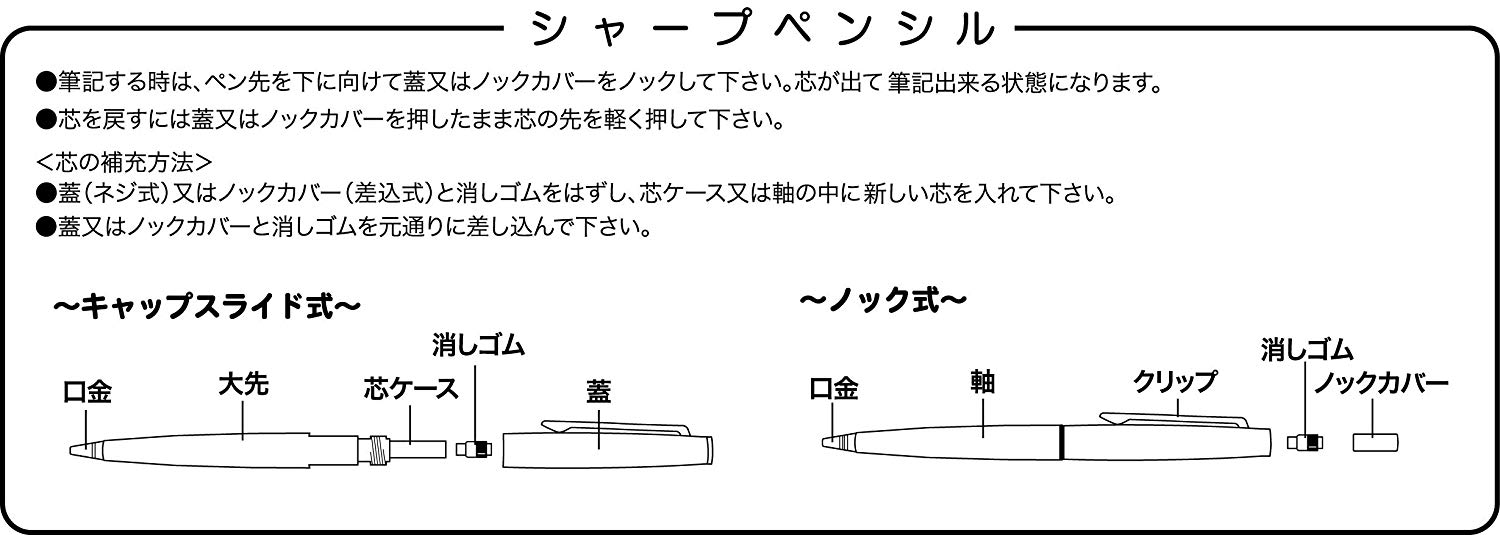 シャープペンシル
●筆記する時は、ペン先を下に向けて蓋又はノックカバーをノックして下さい。芯が出て 筆記出来る状態になります。
●芯を戻すには蓋又はノックカバーを押したまま芯の先を軽く押して下さい。
＜芯の補充方法＞
●蓋（ネジ式）又はノックカバー（差込式）と消しゴムをはずし、芯ケース又は軸の中に 新しい芯を入れて下さい。
●蓋又はノックカバーと消しゴムを元通りに差し込んで下さい。
～キャップスライド式～
口金
大先
芯ケース
消しゴム
蓋
～ノック式～
口金
軸
クリップ
消しゴム
ノックカバー